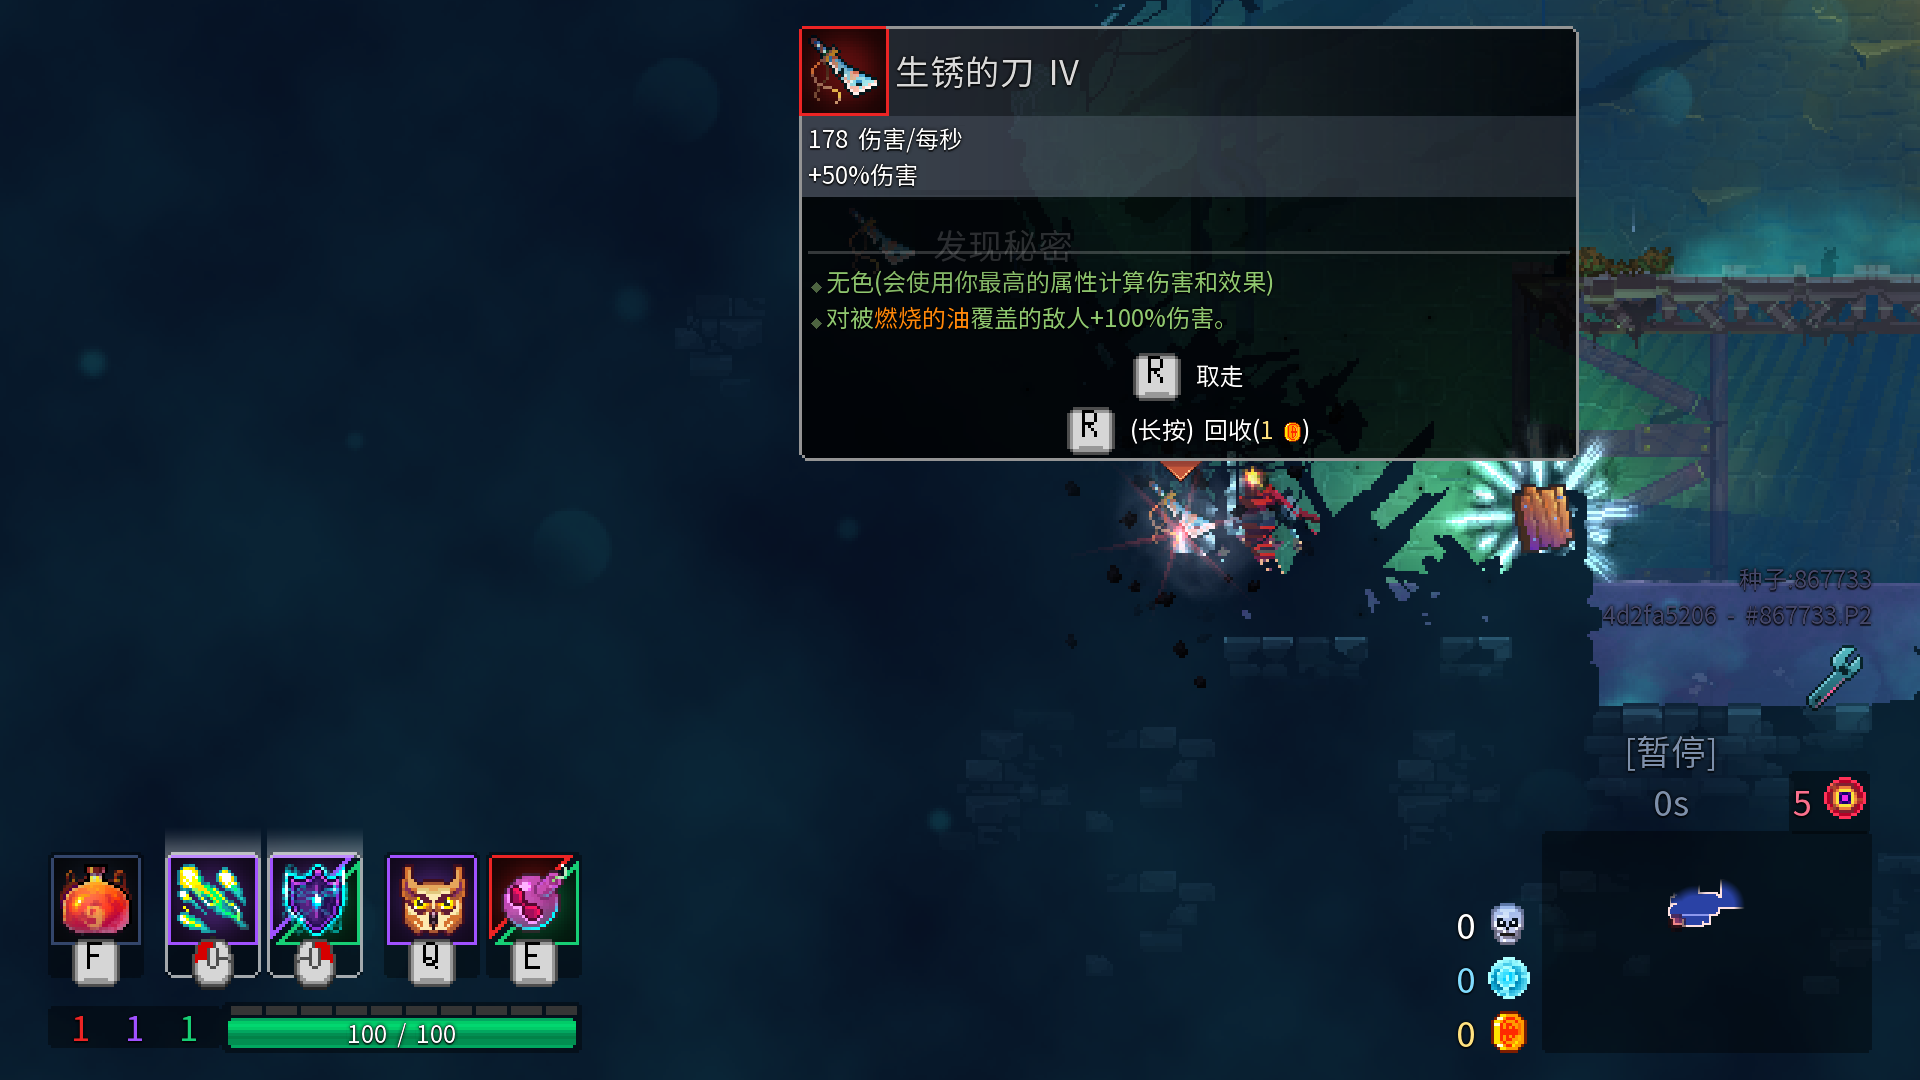 生锈的刀 IV
178 伤害/每秒
+50%伤害
发现秘密
无色(会使用你最高的属性计算伤害和效果)
对被燃烧的油覆盖的敌人+100%伤害。
R 取走
R (长按) 回收(1)
种子:867733
4d2fa5206 - #867733.P2
[暂停]
0s
5
9
F
Q
E
0
0
0
1 1 1
100 / 100